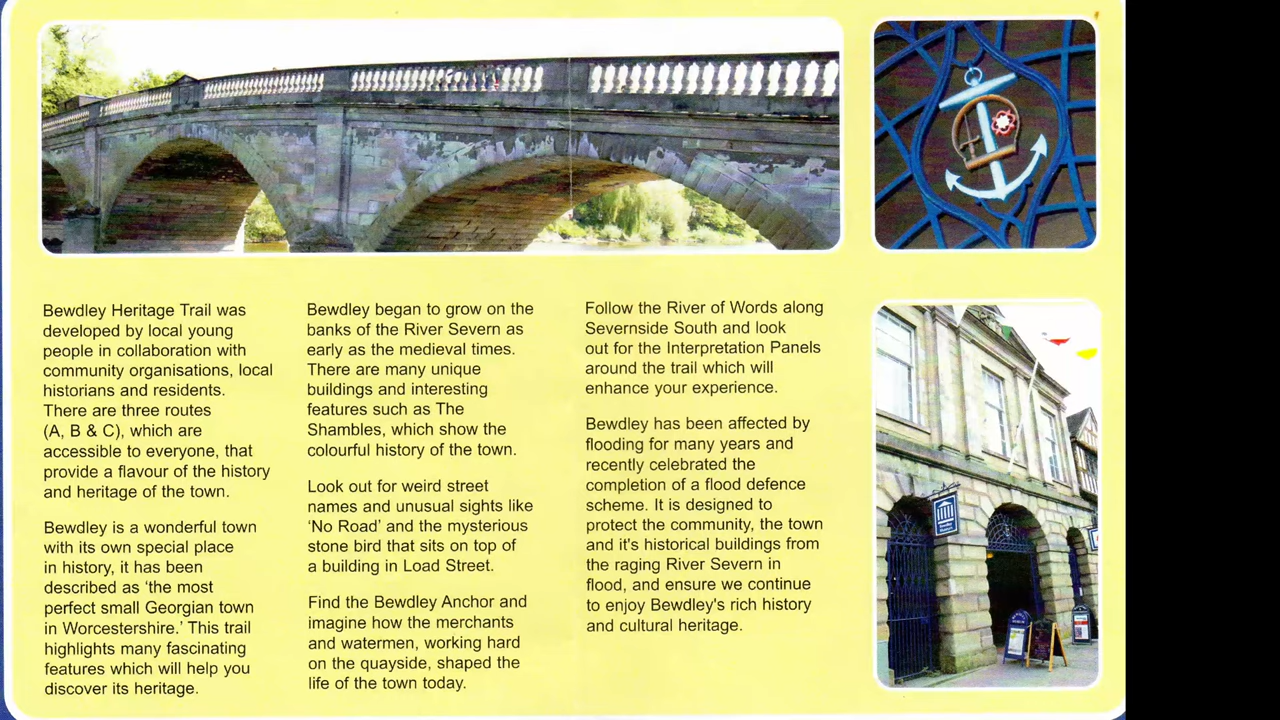 Bewdley Heritage Trail was
developed by local young
people in collaboration with
community organisations, local
historians and residents.
There are three routes
(A, B & C), which are
accessible to everyone, that
provide a flavour of the history
and heritage of the town.
Bewdley is a wonderful town
with its own special place
in history, it has been
described as ‘the most
perfect small Georgian town
in Worcestershire.’ This trail
highlights many fascinating
features which will help you
discover its heritage.
Bewdley began to grow on the
banks of the River Severn as
early as the medieval times.
There are many unique
buildings and interesting
features such as The
Shambles, which show the
colourful history of the town.
Look out for weird street
names and unusual sights like
‘No Road’ and the mysterious
stone bird that sits on top of
a building in Load Street.
Find the Bewdley Anchor and
imagine how the merchants
and watermen, working hard
on the quayside, shaped the
life of the town today.
Follow the River of Words along
Severnside South and look
out for the Interpretation Panels
around the trail which will
enhance your experience.
Bewdley has been affected by
flooding for many years and
recently celebrated the
completion of a flood defence
scheme. It is designed to
protect the community, the town
and it's historical buildings from
the raging River Severn in
flood, and ensure we continue
to enjoy Bewdley's rich history
and cultural heritage.